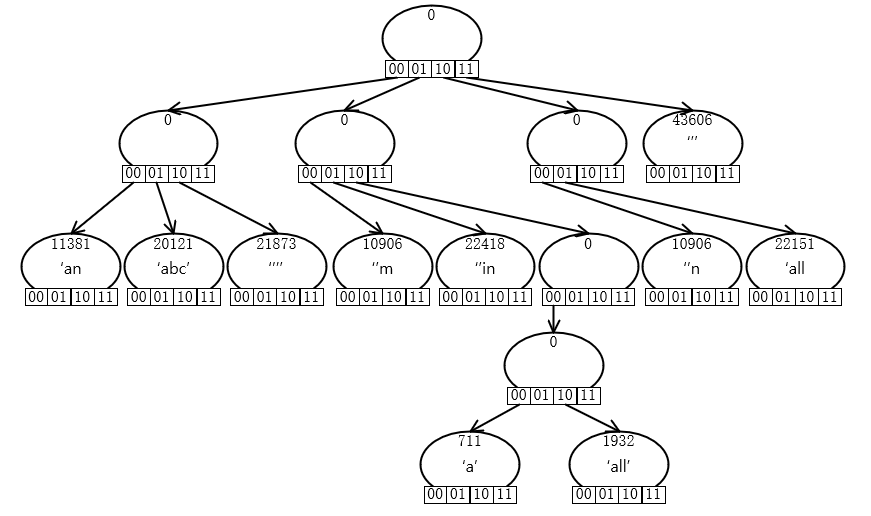 0
00 01 10 11
0 0 0 43606
‘’’
00 01 10 11 00 01 10 11 00 01 10 11 00 01 10 11
11381 20121 21873 10906 22418 0 10906 22151
‘an ‘abc’ ‘’’’ ‘’m ‘’in ‘’n ‘all
00 01 10 11 00 01 10 11 00 01 10 11 00 01 10 11 00 01 10 11 00 01 10 11 00 01 10 11 00 01 10 11
0
00 01 10 11
711 1932
‘a’ ‘all’
00 01 10 11 00 01 10 11